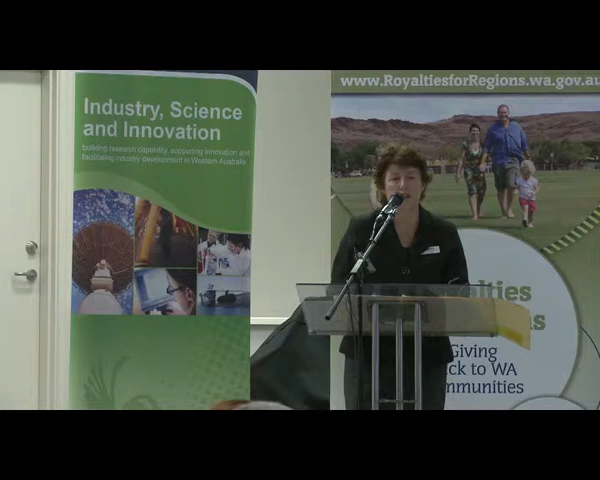 www.RoyaltiesforRegions.wa.gov.au
Industry, Science
and Innovation
building research capability, supporting innovation and
facilitating industry development in Western Australia
Giving
ck to WA
mmunities